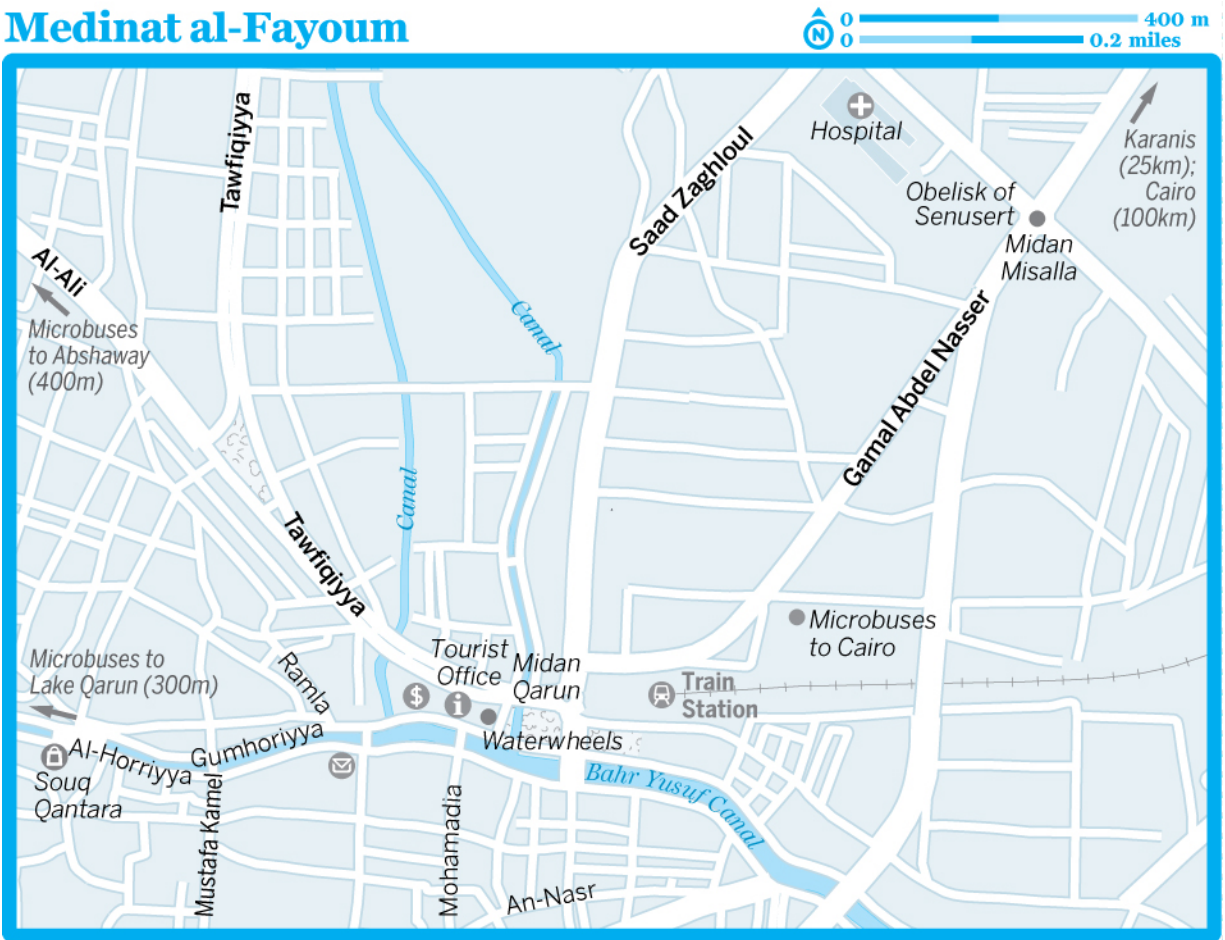 Medinat al-Fayoum
N
0
400 m
0
0.2 miles
Tawfiqiyya
Hospital
Saad Zaghloul
Karanis
(25km);
Cairo
(100km)
Obelisk of
Senusert
Midan
Misalla
Al-Ali
Microbuses
to Abshaway
(400m)
Canal
Gamal Abdel Nasser
Canal
Tawfiqiyya
Microbuses
to Cairo
Microbuses to
Lake Qarun (300m)
Ramla
Tourist
Office
Midan
Qarun
$
i
Train
Station
Waterwheels
Gumhoriyya
Al-Horriyya
Souq
Qantara
Mustafa Kamel
Mohamadia
Bahr Yusuf Canal
An-Nasr